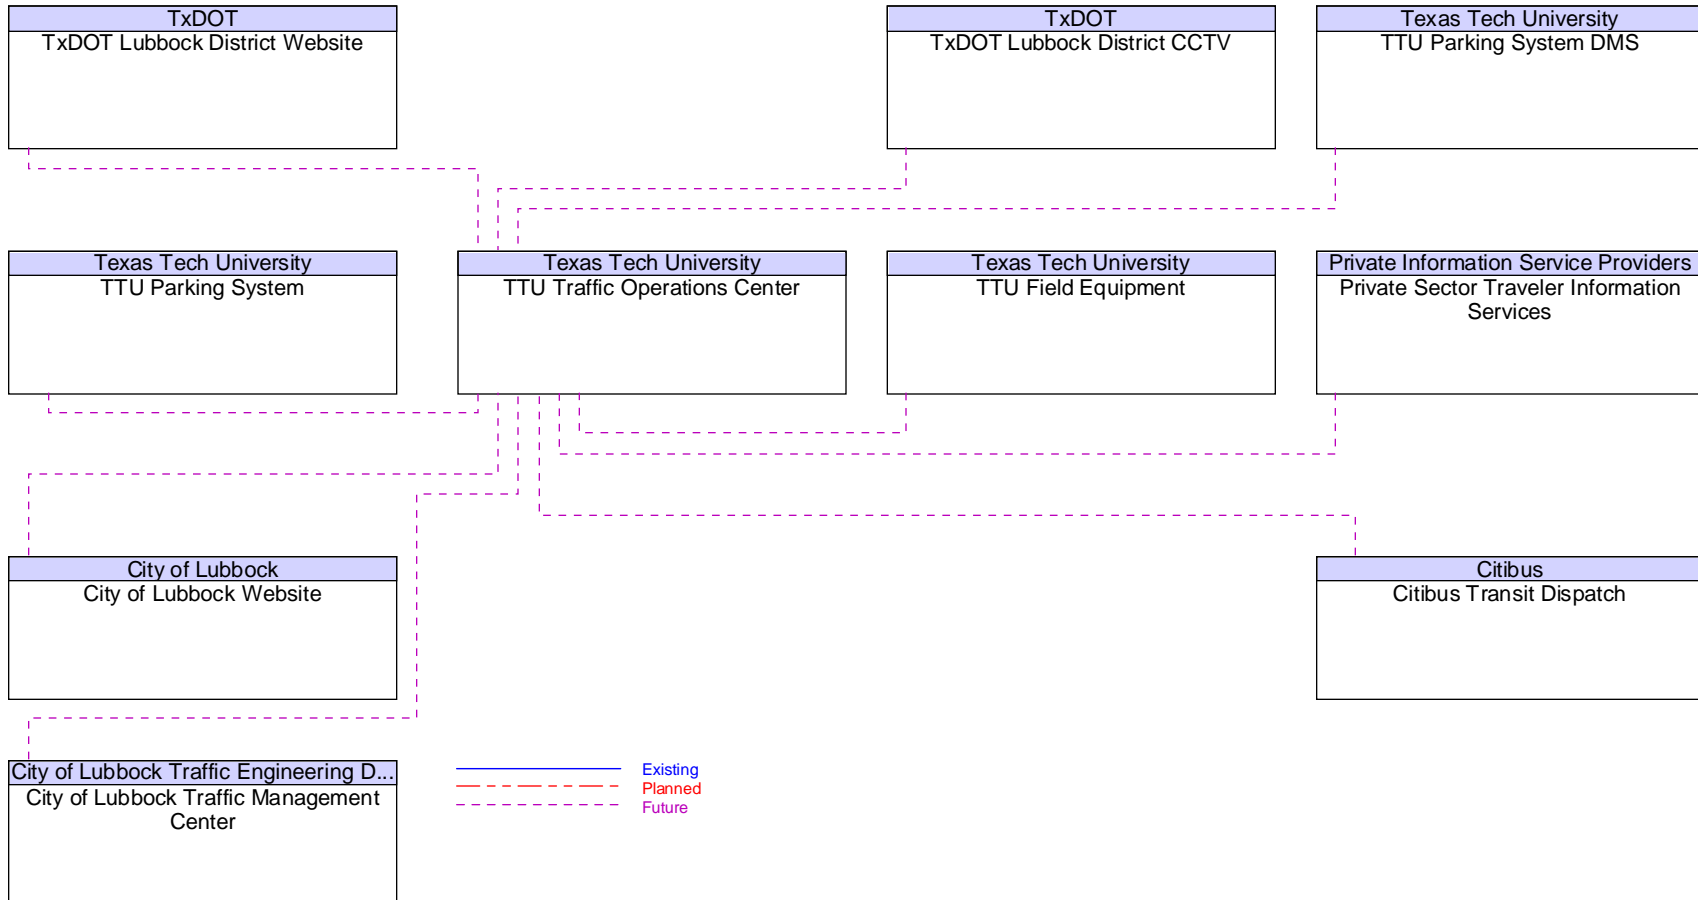 TxDOT
TxDOT Lubbock District Website
TxDOT
TxDOT Lubbock District CCTV
Texas Tech University
TTU Parking System DMS
Texas Tech University
TTU Parking System
Texas Tech University
TTU Traffic Operations Center
Texas Tech University
TTU Field Equipment
Private Information Service Providers
Private Sector Traveler Information
Services
City of Lubbock
City of Lubbock Website
Citibus
Citibus Transit Dispatch
City of Lubbock Traffic Engineering D...
City of Lubbock Traffic Management
Center
Existing
Planned
Future